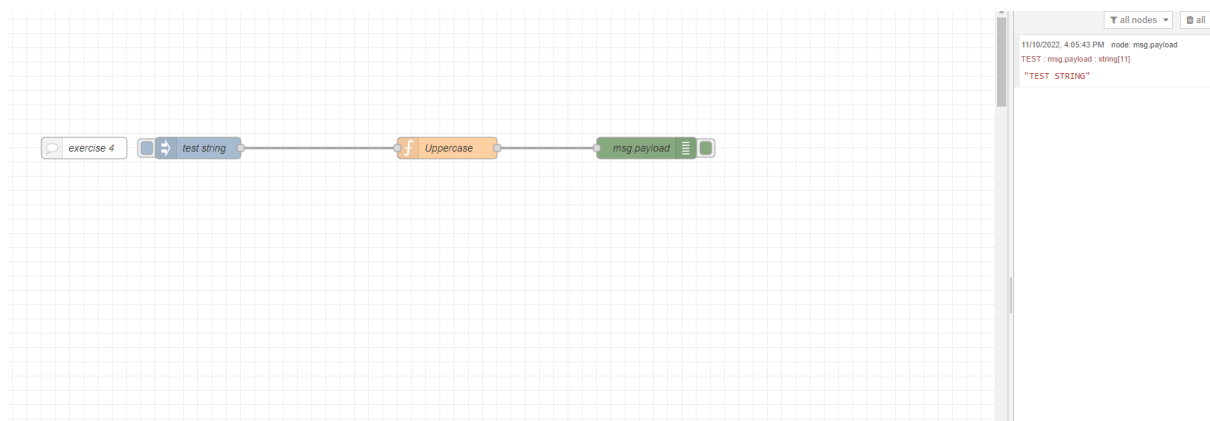 exercise 4
test string
Uppercase
msg.payload
all nodes
all
11/10/2022, 4:05:43 PM node: msg.payload
TEST : msg.payload : string[11]
"TEST STRING"